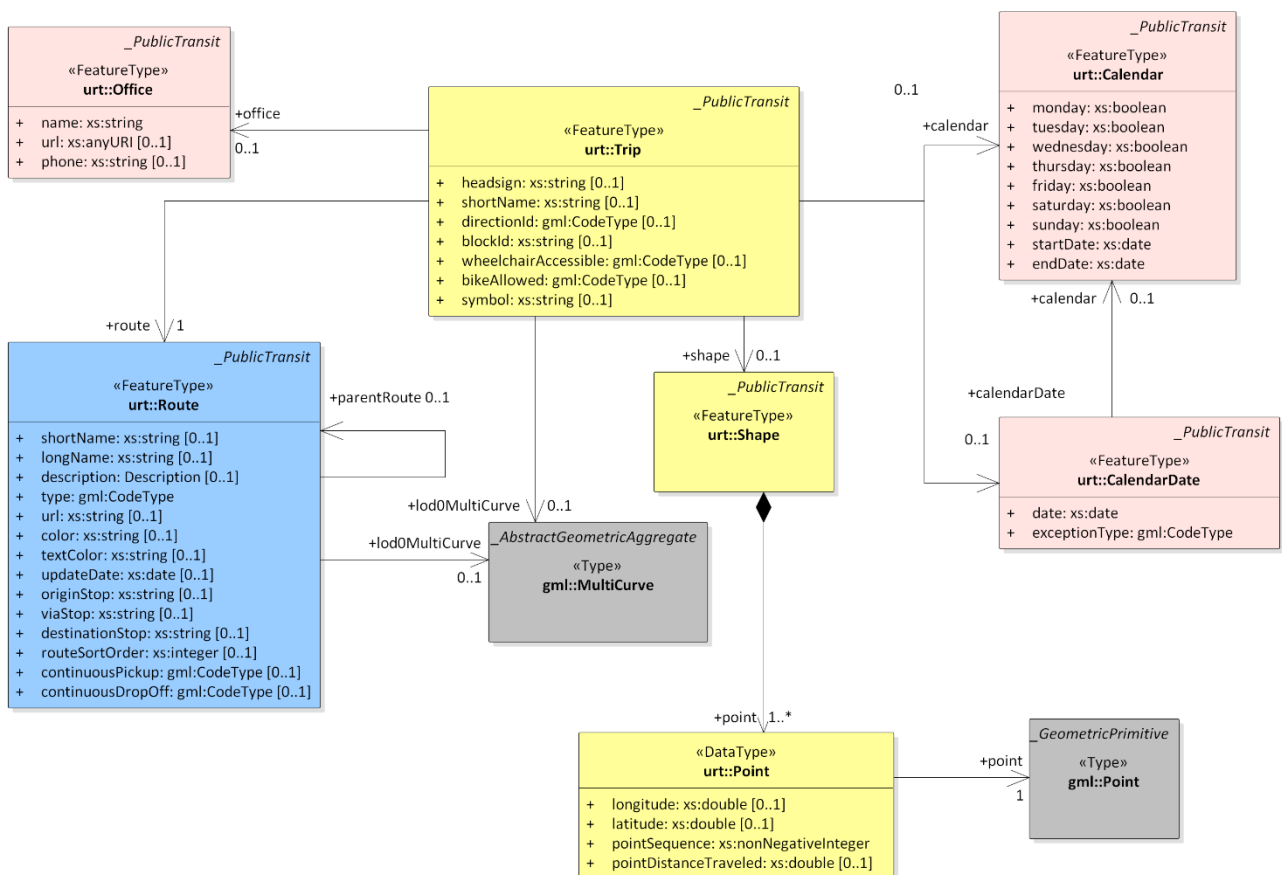 _PublicTransit
«FeatureType»
urt::Office
+ name: xs:string
+ url: xs:anyURI [0..1]
+ phone: xs:string [0..1]
+office
0..1
_PublicTransit
«FeatureType»
urt::Trip
+ headsign: xs:string [0..1]
+ shortName: xs:string [0..1]
+ directionId: gml:CodeType [0..1]
+ blockId: xs:string [0..1]
+ wheelchairAccessible: gml:CodeType [0..1]
+ bikeAllowed: gml:CodeType [0..1]
+ symbol: xs:string [0..1]
0..1
+calendar
_PublicTransit
«FeatureType»
urt::Calendar
+ monday: xs:boolean
+ tuesday: xs:boolean
+ wednesday: xs:boolean
+ thursday: xs:boolean
+ friday: xs:boolean
+ saturday: xs:boolean
+ sunday: xs:boolean
+ startDate: xs:date
+ endDate: xs:date
+calendar 0..1
+route 1
_PublicTransit
«FeatureType»
urt::Route
+ shortName: xs:string [0..1]
+ longName: xs:string [0..1]
+ description: Description [0..1]
+ type: gml:CodeType
+ url: xs:string [0..1]
+ color: xs:string [0..1]
+ textColor: xs:string [0..1]
+ updateDate: xs:date [0..1]
+ originStop: xs:string [0..1]
+ viaStop: xs:string [0..1]
+ destinationStop: xs:string [0..1]
+ routeSortOrder: xs:integer [0..1]
+ continuousPickup: gml:CodeType [0..1]
+ continuousDropOff: gml:CodeType [0..1]
+parentRoute 0..1
+shape 0..1
_PublicTransit
«FeatureType»
urt::Shape
+calendarDate
0..1
_PublicTransit
«FeatureType»
urt::CalendarDate
+ date: xs:date
+ exceptionType: gml:CodeType
+lod0MultiCurve 0..1
+lod0MultiCurve
0..1
_AbstractGeometricAggregate
«Type»
gml::MultiCurve
+point 1..*
«DataType»
urt::Point
+ longitude: xs:double [0..1]
+ latitude: xs:double [0..1]
+ pointSequence: xs:nonNegativeInteger
+ pointDistanceTraveled: xs:double [0..1]
+point
1
_GeometricPrimitive
«Type»
gml::Point